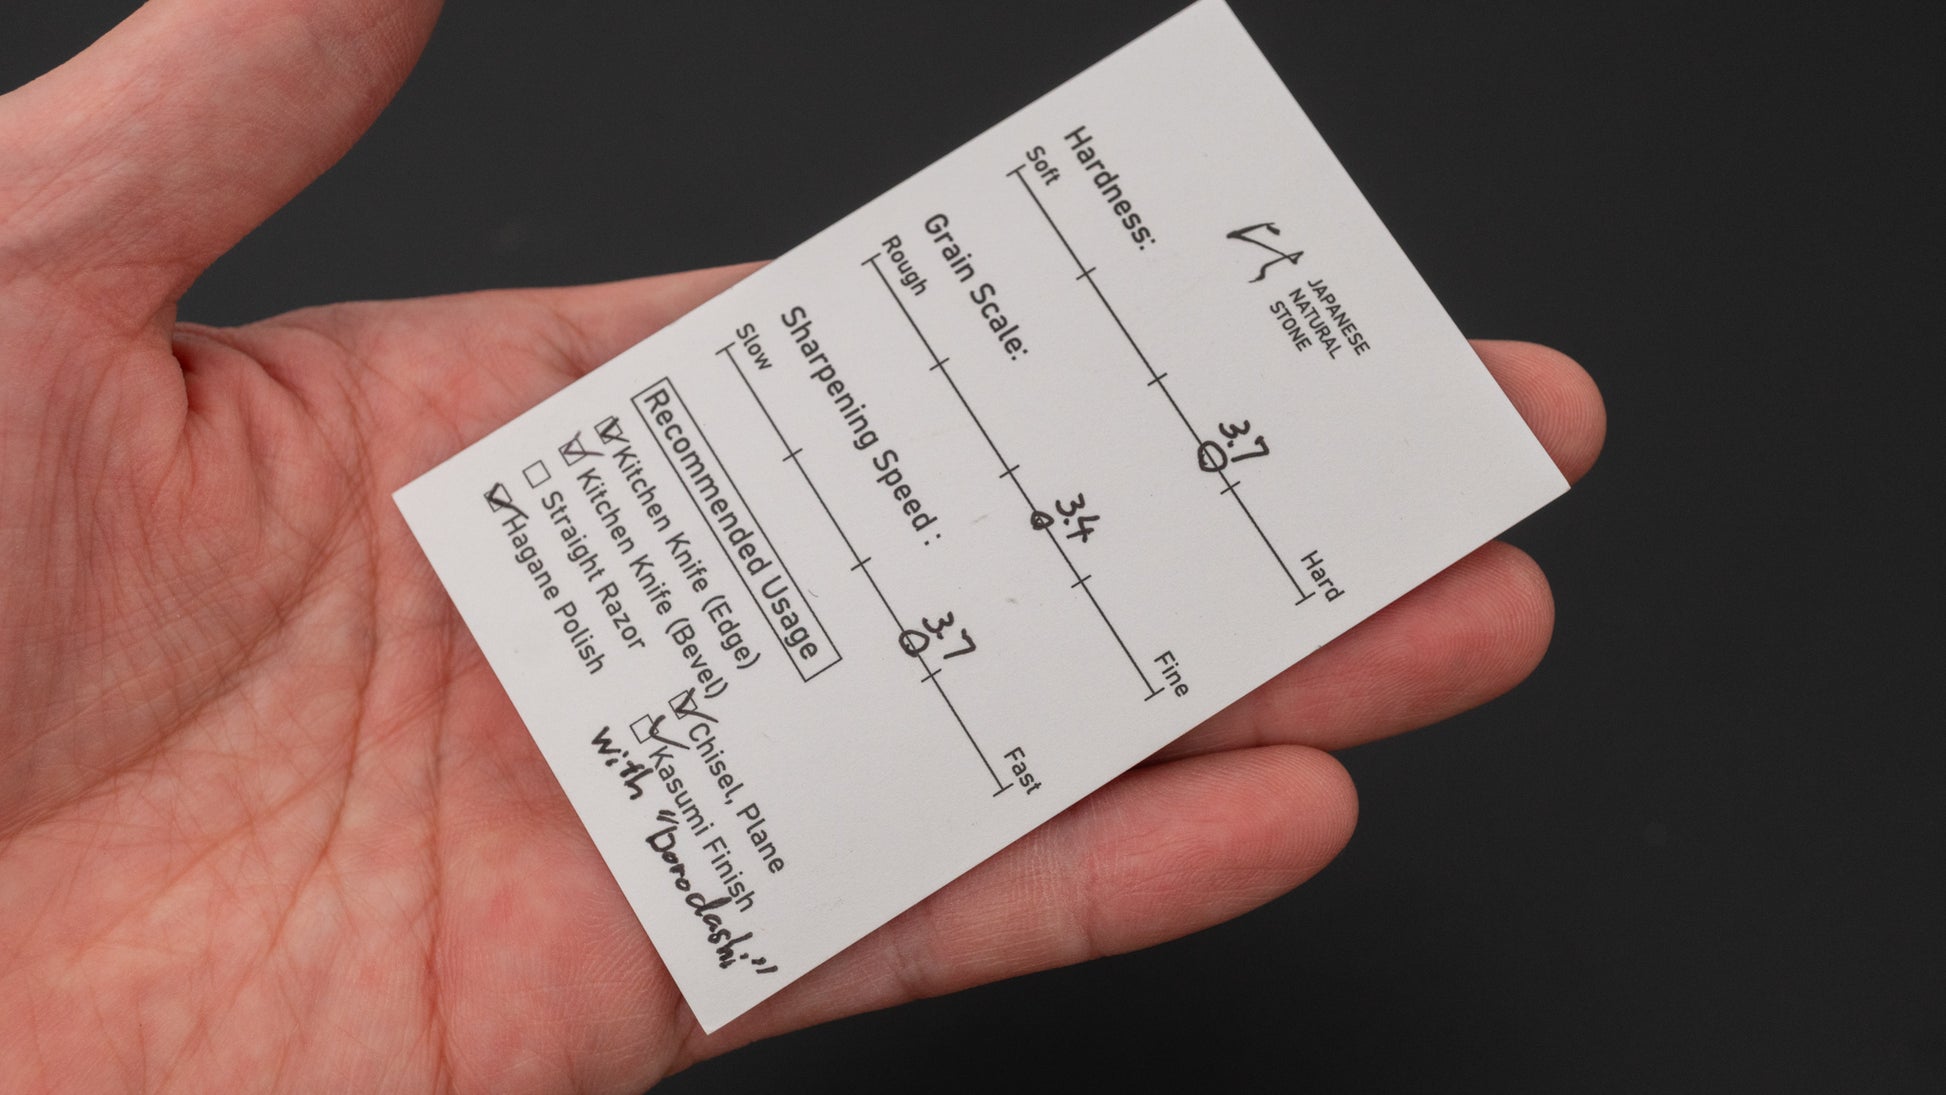 JAPANESE
NATURAL
STONE
Hardness:
3.7
Soft Hard
Grain Scale:
3.4
Rough Fine
Sharpening Speed :
3.7
Slow Fast
Recommended Usage
Kitchen Knife (Edge)
Kitchen Knife (Bevel)
Straight Razor
Hagane Polish
Chisel, Plane
Kasumi Finish
with "borodashi"